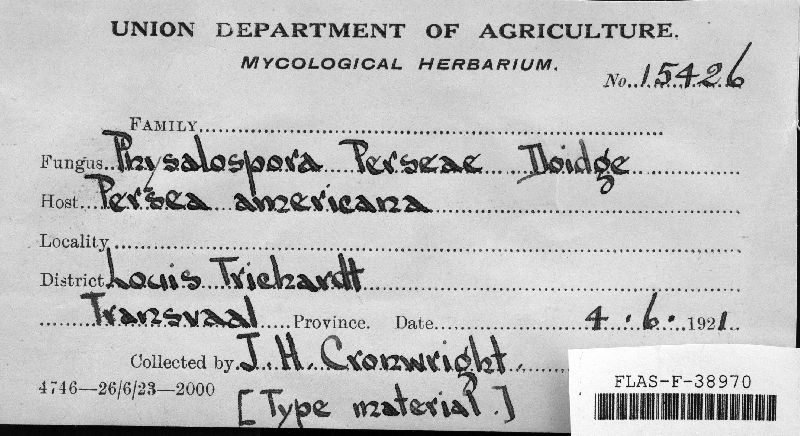 UNION DEPARTMENT OF AGRICULTURE.
MYCOLOGICAL HERBARIUM.
No. 15426
FAMILY
Fungus Physalospora Perseae Doidge
Host Persea americana
Locality
District Louis Trichardt
Transvaal Province. Date 4.6.1921
Collected by J. H. Cronwright.
4746—26/6/23—2000
[Type material.]
FLAS-F-38970